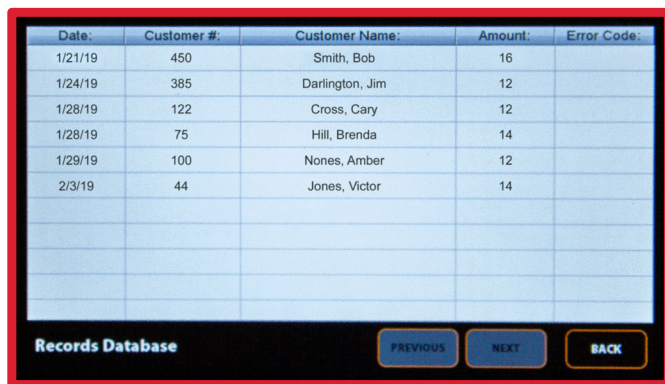 Date: Customer #: Customer Name: Amount: Error Code:
1/21/19 450 Smith, Bob 16
1/24/19 385 Darlington, Jim 12
1/28/19 122 Cross, Cary 12
1/28/19 75 Hill, Brenda 14
1/29/19 100 Nones, Amber 12
2/3/19 44 Jones, Victor 14
Records Database PREVIOUS NEXT BACK